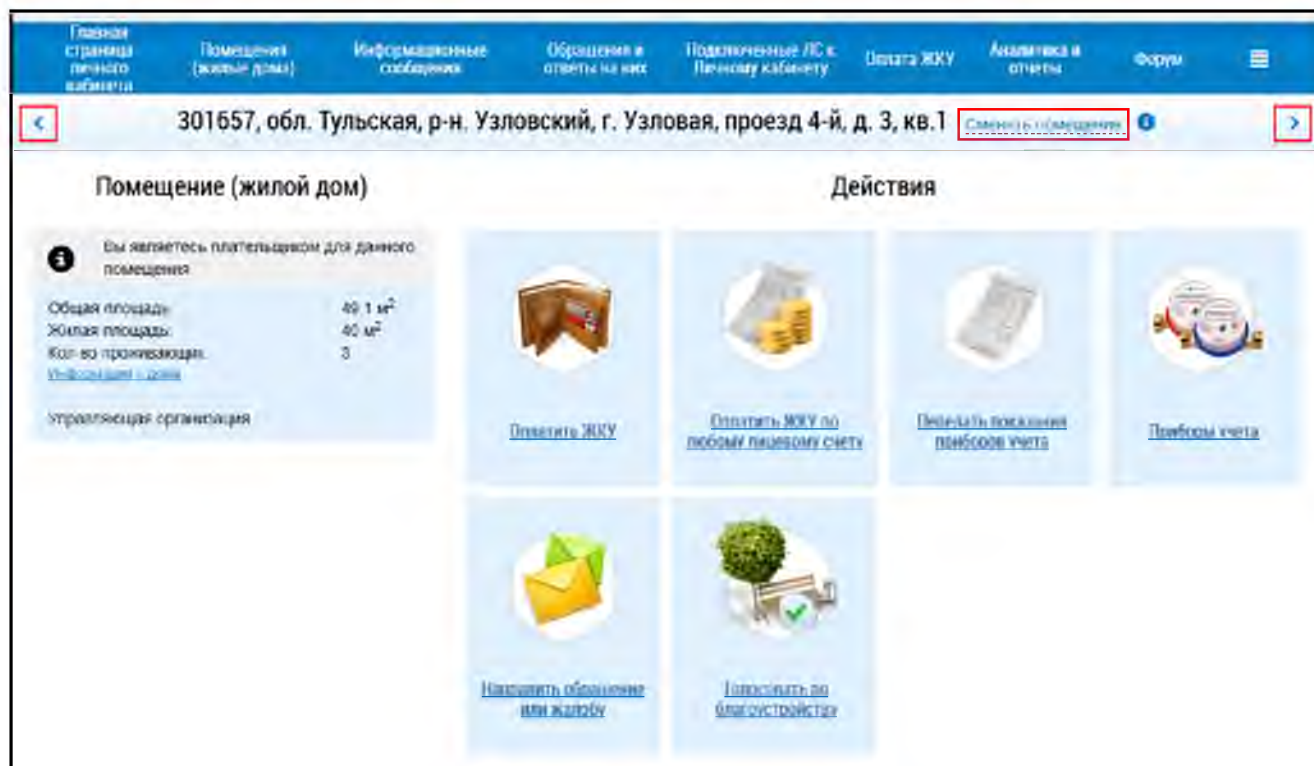 Главная
страница
личного
кабинета
Помещения
(жилые дома)
Информационные
сообщения
Обращения и
ответы на них
Подключенные ЛС к
Личному кабинету
Оплата ЖКУ
Аналитика и
отчеты
Форум
301657, обл. Тульская, р-н. Узловский, г. Узловая, проезд 4-й, д. 3, кв.1 Сменить помещение
Помещение (жилой дом)
Действия
Вы являетесь плательщиком для данного
помещения
Общая площадь: 49.1 м²
Жилая площадь: 40 м²
Кол-во проживающих: 3
Информация о доме
Управляющая организация
Оплатить ЖКУ
Оплатить ЖКУ по
любому лицевому счету
Передать показания
приборов учета
Приборы учета
Направить обращение
или жалобу
Голосовать по
благоустройству